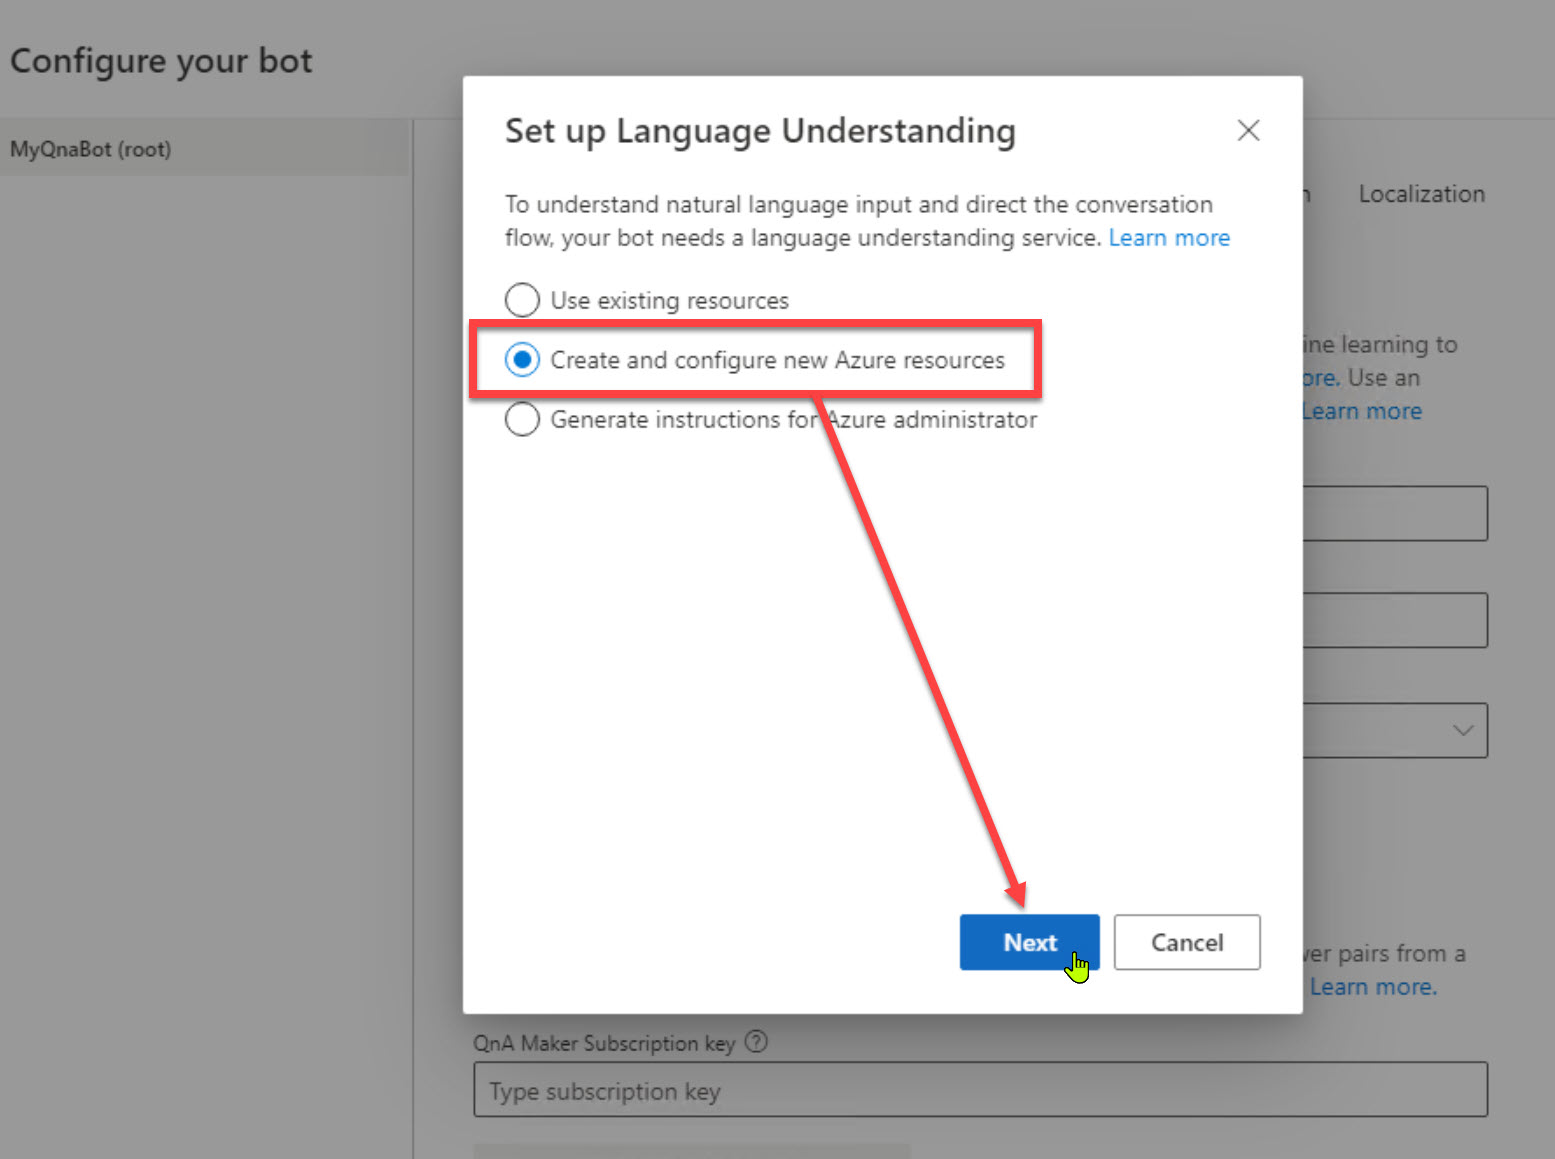 Configure your bot
MyQnaBot (root)
Set up Language Understanding
To understand natural language input and direct the conversation
flow, your bot needs a language understanding service. Learn more
Use existing resources
Create and configure new Azure resources
Generate instructions for Azure administrator
Next
Cancel
Localization
learning to
Use an
Learn more
pairs from a
Learn more.
QnA Maker Subscription key
Type subscription key